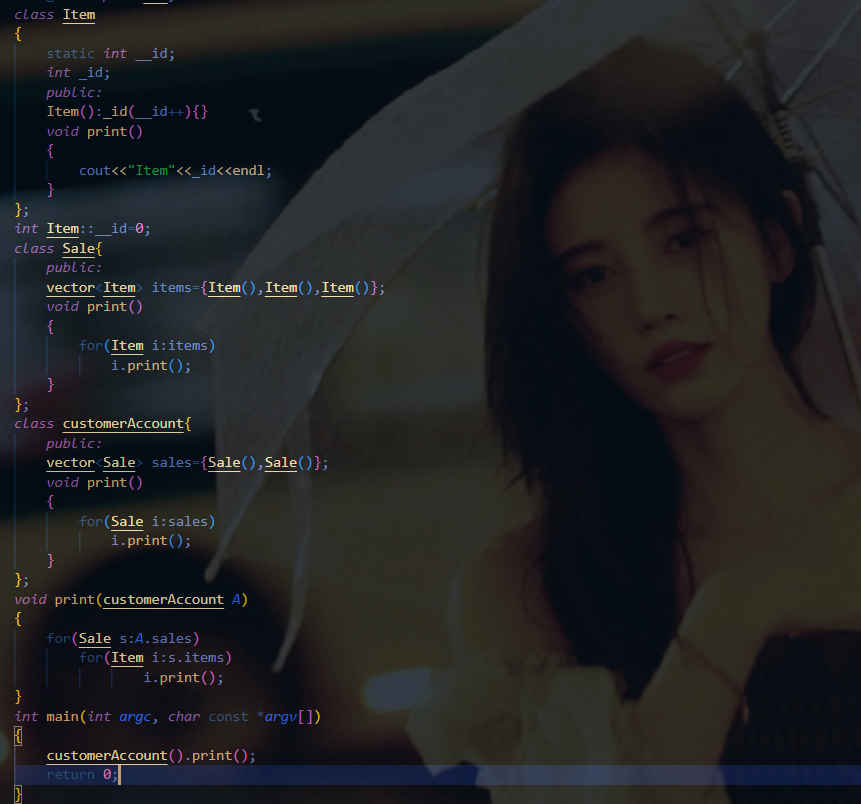 class Item
{
    static int __id;
    int _id;
    public:
    Item():_id(__id++){}
    void print()
    {
        cout<<"Item"<<_id<<endl;
    }
};
int Item::__id=0;
class Sale{
    public:
    vector<Item> items={Item(),Item(),Item()};
    void print()
    {
        for(Item i:items)
            i.print();
    }
};
class customerAccount{
    public:
    vector<Sale> sales={Sale(),Sale()};
    void print()
    {
        for(Sale i:sales)
            i.print();
    }
};
void print(customerAccount A)
{
    for(Sale s:A.sales)
        for(Item i:s.items)
                i.print();
}
int main(int argc, char const *argv[])
{
    customerAccount().print();
    return 0;
}